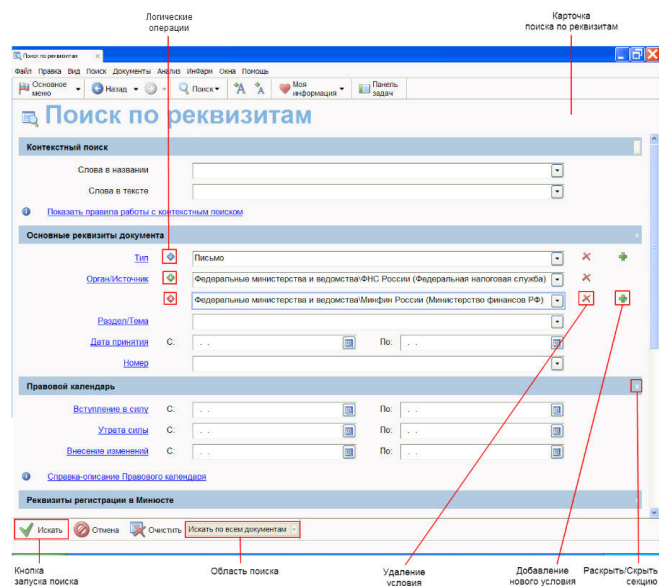 Логические
операции
Карточка
поиска по реквизитам
Поиск по реквизитам
Файл Правка Вид Поиск Документы Анализ ИнФарм Окна Помощь
Основное меню Назад Поиск Моя информация Панель задач
Поиск по реквизитам
Контекстный поиск
Слова в названии
Слова в тексте
Показать правила работы с контекстным поиском
Основные реквизиты документа
Тип Письмо
Орган/Источник Федеральные министерства и ведомства\ФНС России (Федеральная налоговая служба)
Федеральные министерства и ведомства\Минфин России (Министерство финансов РФ)
Раздел/Тема
Дата принятия С: . . По: . .
Номер
Правовой календарь
Вступление в силу С: . . По: . .
Утрата силы С: . . По: . .
Внесение изменений С: . . По: . .
Справка-описание Правового календаря
Реквизиты регистрации в Минюсте
Искать Отмена Очистить Искать по всем документам
Кнопка
запуска поиска
Область поиска
Удаление
условия
Добавление
нового условия
Раскрыть/Скрыть
секцию